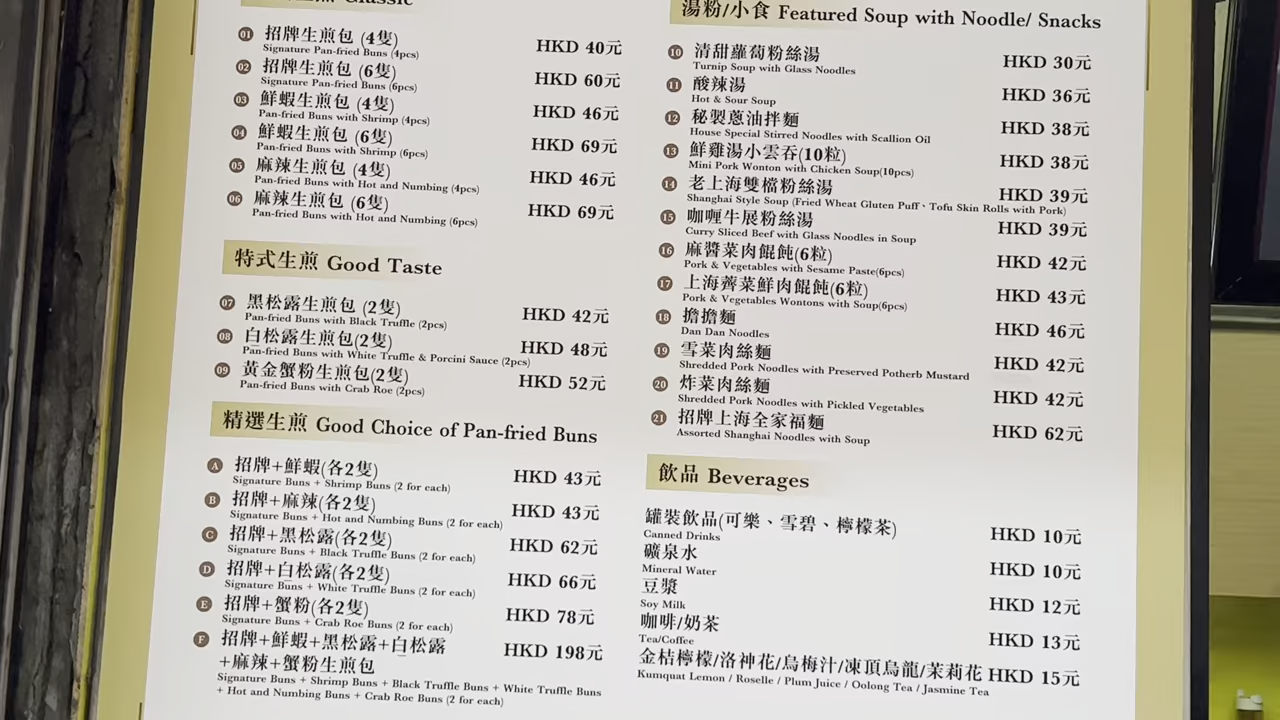 Classic
01 招牌生煎包 (4隻) HKD 40元
Signature Pan-fried Buns (4pcs)
02 招牌生煎包 (6隻) HKD 60元
Signature Pan-fried Buns (6pcs)
03 鮮蝦生煎包 (4隻) HKD 46元
Pan-fried Buns with Shrimp (4pcs)
04 鮮蝦生煎包 (6隻) HKD 69元
Pan-fried Buns with Shrimp (6pcs)
05 麻辣生煎包 (4隻) HKD 46元
Pan-fried Buns with Hot and Numbing (4pcs)
06 麻辣生煎包 (6隻) HKD 69元
Pan-fried Buns with Hot and Numbing (6pcs)
特式生煎 Good Taste
07 黑松露生煎包 (2隻) HKD 42元
Pan-fried Buns with Black Truffle (2pcs)
08 白松露生煎包(2隻) HKD 48元
Pan-fried Buns with White Truffle & Porcini Sauce (2pcs)
09 黃金蟹粉生煎包(2隻) HKD 52元
Pan-fried Buns with Crab Roe (2pcs)
精選生煎 Good Choice of Pan-fried Buns
A 招牌+鮮蝦(各2隻) HKD 43元
Signature Buns + Shrimp Buns (2 for each)
B 招牌+麻辣(各2隻) HKD 43元
Signature Buns + Hot and Numbing Buns (2 for each)
C 招牌+黑松露(各2隻) HKD 62元
Signature Buns + Black Truffle Buns (2 for each)
D 招牌+白松露(各2隻) HKD 66元
Signature Buns + White Truffle Buns (2 for each)
E 招牌+蟹粉(各2隻) HKD 78元
Signature Buns + Crab Roe Buns (2 for each)
F 招牌+鮮蝦+黑松露+白松露 HKD 198元
+麻辣+蟹粉生煎包
Signature Buns + Shrimp Buns + Black Truffle Buns + White Truffle Buns
+ Hot and Numbing Buns + Crab Roe Buns (2 for each)
湯粉/小食 Featured Soup with Noodle/ Snacks
10 清甜蘿蔔粉絲湯 HKD 30元
Turnip Soup with Glass Noodles
11 酸辣湯 HKD 36元
Hot & Sour Soup
12 秘製蔥油拌麵 HKD 38元
House Special Stirred Noodles with Scallion Oil
13 鮮雞湯小雲吞(10粒) HKD 38元
Mini Pork Wonton with Chicken Soup(10pcs)
14 老上海雙檔粉絲湯 HKD 39元
Shanghai Style Soup (Fried Wheat Gluten Puff、Tofu Skin Rolls with Pork)
15 咖喱牛展粉絲湯 HKD 39元
Curry Sliced Beef with Glass Noodles in Soup
16 麻醬菜肉餛飩(6粒) HKD 42元
Pork & Vegetables with Sesame Paste(6pcs)
17 上海薺菜鮮肉餛飩(6粒) HKD 43元
Pork & Vegetables Wontons with Soup(6pcs)
18 擔擔麵 HKD 46元
Dan Dan Noodles
19 雪菜肉絲麵 HKD 42元
Shredded Pork Noodles with Preserved Potherb Mustard
20 炸菜肉絲麵 HKD 42元
Shredded Pork Noodles with Pickled Vegetables
21 招牌上海全家福麵 HKD 62元
Assorted Shanghai Noodles with Soup
飲品 Beverages
罐裝飲品(可樂、雪碧、檸檬茶) HKD 10元
Canned Drinks
礦泉水 HKD 10元
Mineral Water
豆漿 HKD 12元
Soy Milk
咖啡/奶茶 HKD 13元
Tea/Coffee
金桔檸檬/洛神花/烏梅汁/凍頂烏龍/茉莉花 HKD 15元
Kumquat Lemon / Roselle / Plum Juice / Oolong Tea / Jasmine Tea